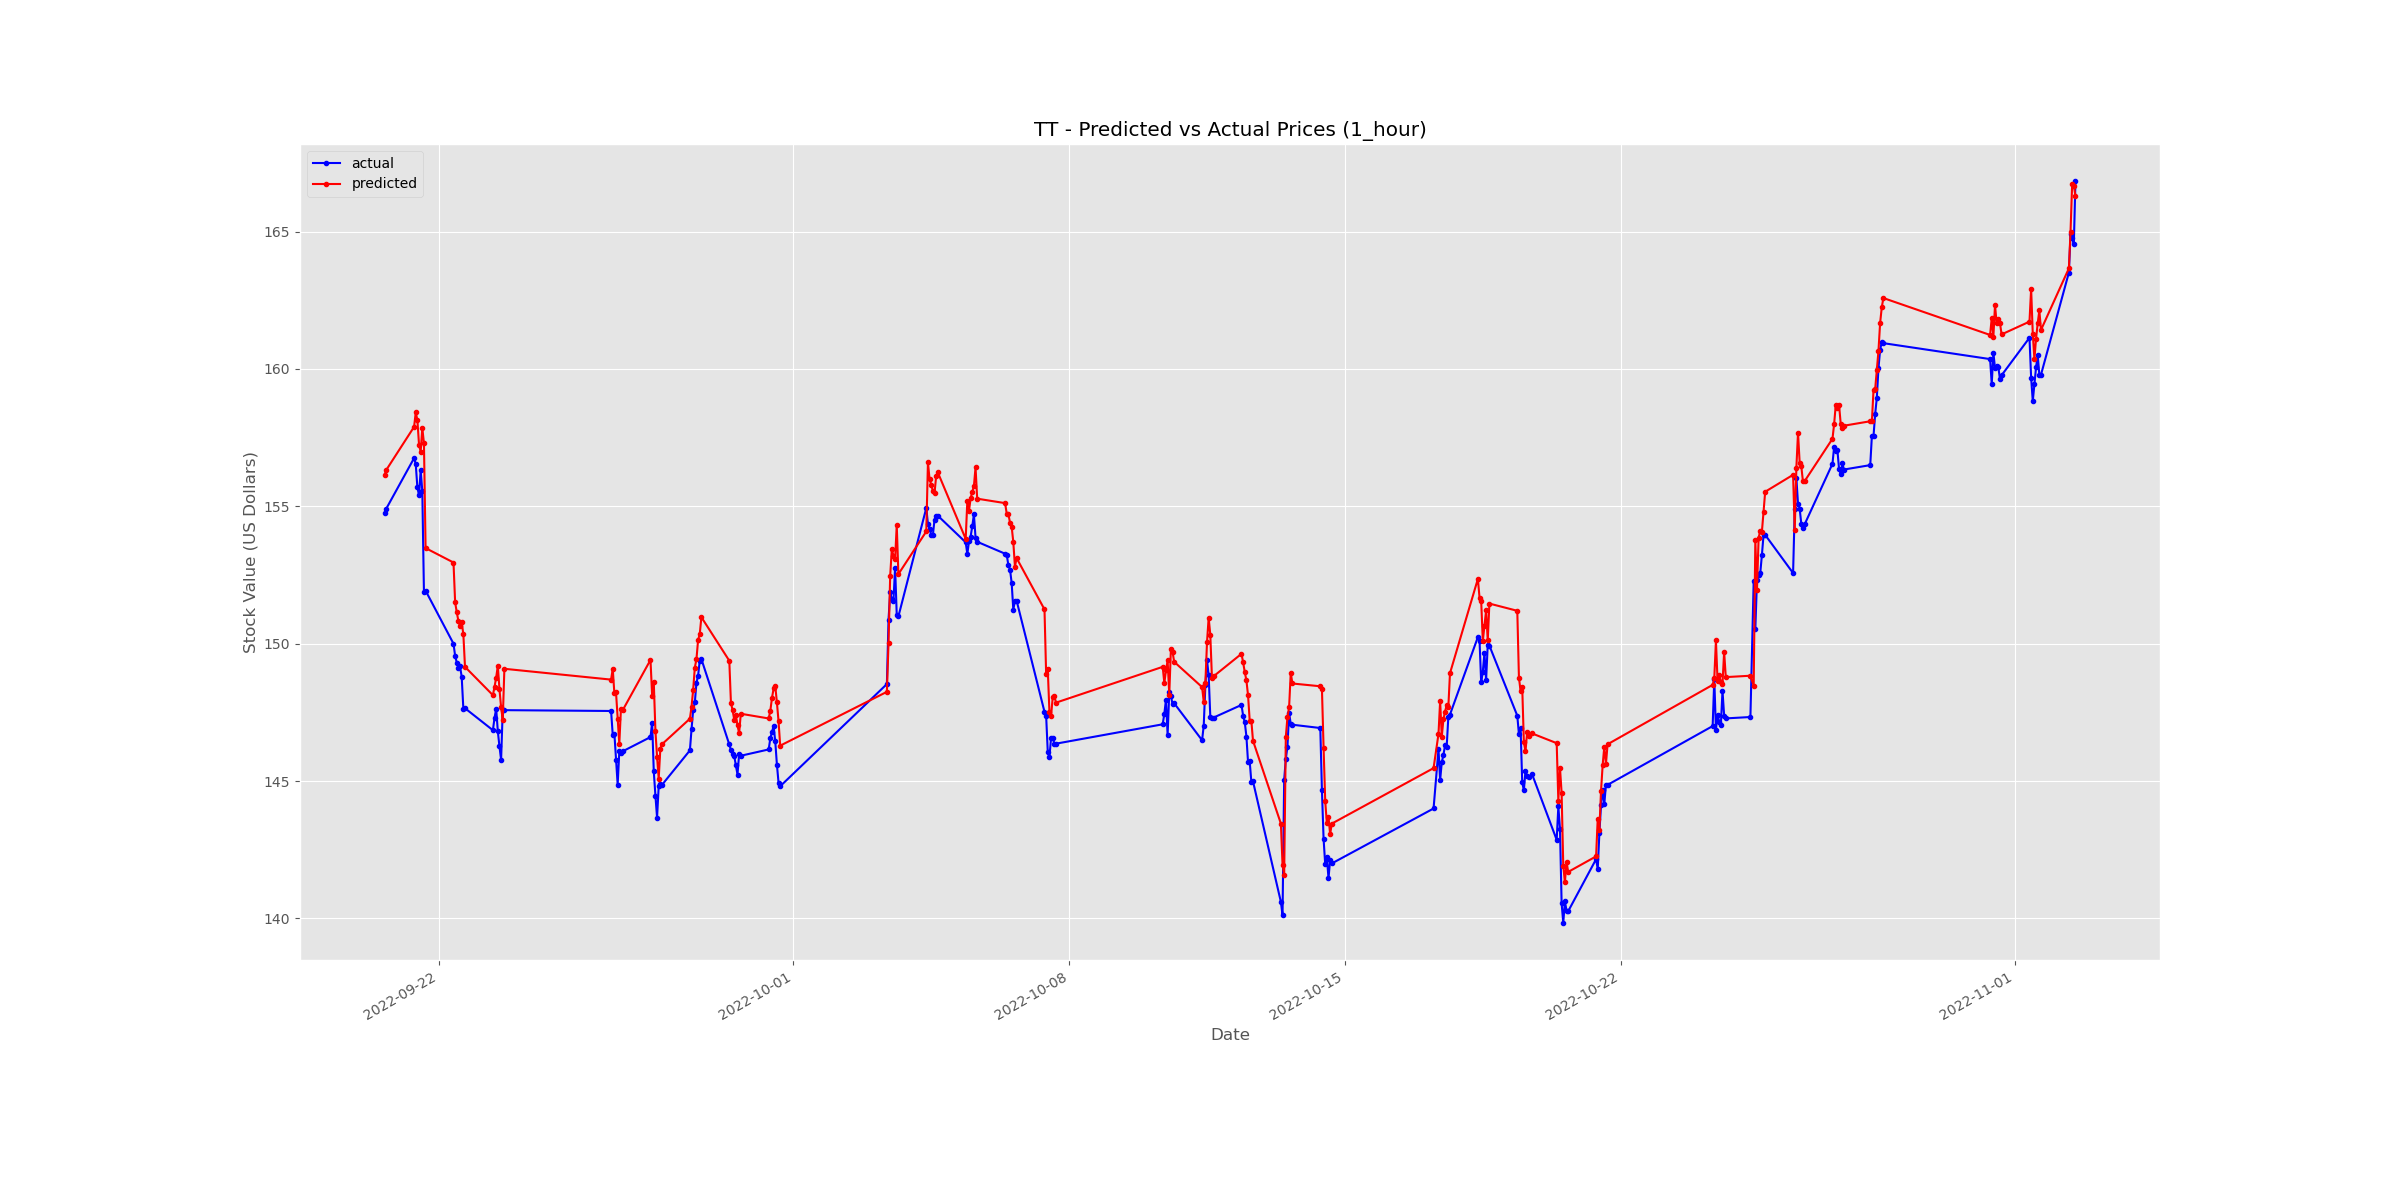 TT - Predicted vs Actual Prices (1_hour)
actual
predicted
165
160
155
150
145
140
Stock Value (US Dollars)
2022-09-22
2022-10-01
2022-10-08
2022-10-15
2022-10-22
2022-11-01
Date